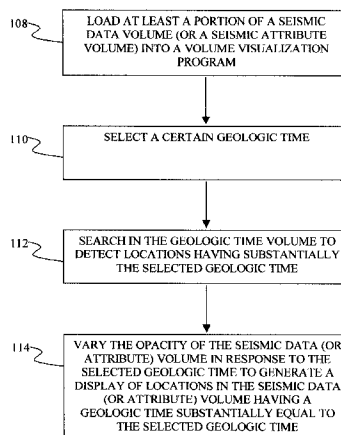 108
LOAD AT LEAST A PORTION OF A SEISMIC
DATA VOLUME (OR A SEISMIC ATTRIBUTE
VOLUME) INTO A VOLUME VISUALIZATION
PROGRAM
110
SELECT A CERTAIN GEOLOGIC TIME
112
SEARCH IN THE GEOLOGIC TIME VOLUME TO
DETECT LOCATIONS HAVING SUBSTANTIALLY
THE SELECTED GEOLOGIC TIME
114
VARY THE OPACITY OF THE SEISMIC DATA (OR
ATTRIBUTE) VOLUME IN RESPONSE TO THE
SELECTED GEOLOGIC TIME TO GENERATE A
DISPLAY OF LOCATIONS IN THE SEISMIC DATA
(OR ATTRIBUTE) VOLUME HAVING A
GEOLOGIC TIME SUBSTANTIALLY EQUAL TO
THE SELECTED GEOLOGIC TIME